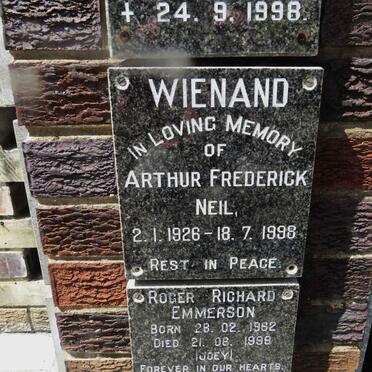 + 24. 9. 1998.
WIENAND
IN LOVING MEMORY
OF
ARTHUR FREDERICK
NEIL,
2. 1. 1926 – 18. 7. 1998
REST IN PEACE.
ROGER RICHARD
EMMERSON
BORN 28. 02. 1962
DIED 21. 08. 1998
(JOEY)
FOREVER IN OUR HEARTS.